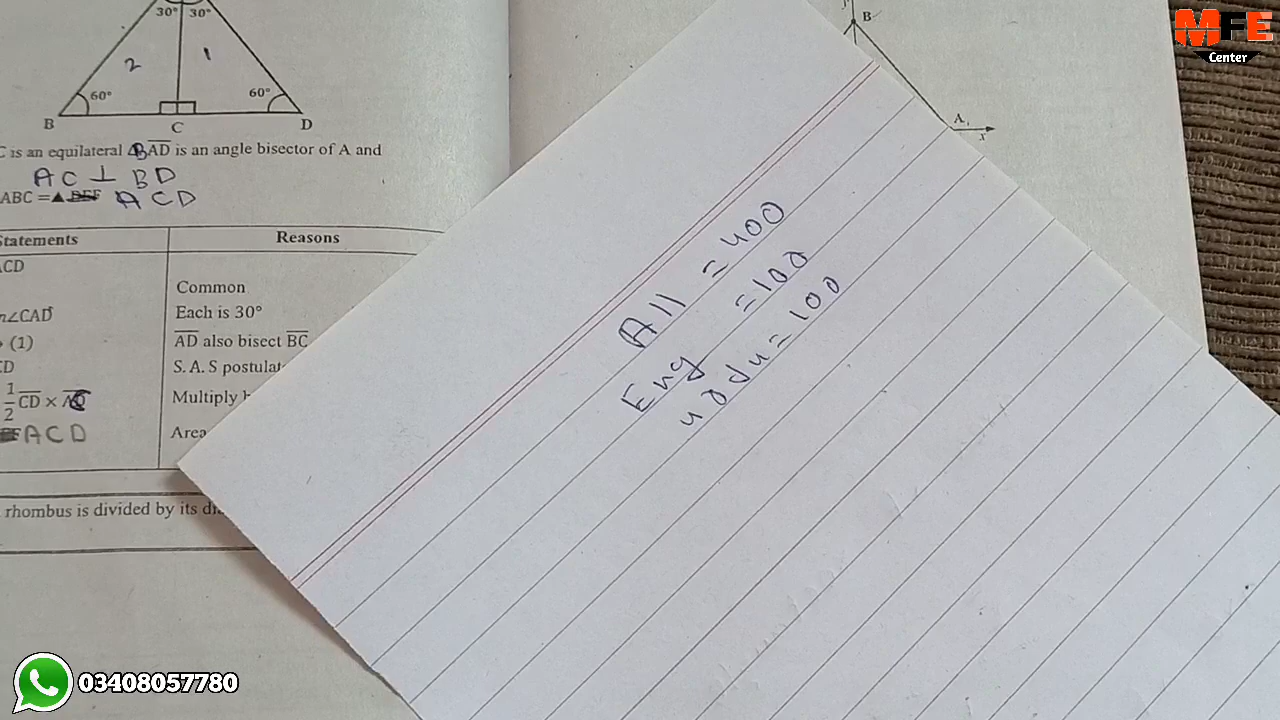 30° 30°
2 1
60° 60°
B C D
C is an equilateral ΔBAD is an angle bisector of A and
AC ⊥ BD
ABC = ▲ ACD
Statements Reasons
ACD
Common
m∠CAD Each is 30°
(1) AD also bisect BC
CD S.A.S postulat
1/2 CD × AC Multiply
ACD Area
rhombus is divided by its di
B
A
x
All = 400
Eng = 100
urdu = 100
MFE
Center
03408057780